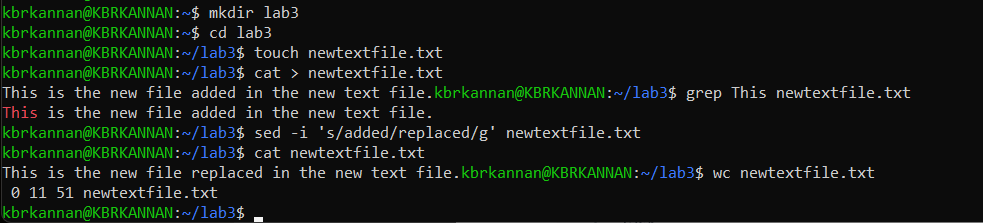 kbrkannan@KBRKANNAN:~$ mkdir lab3
kbrkannan@KBRKANNAN:~$ cd lab3
kbrkannan@KBRKANNAN:~/lab3$ touch newtextfile.txt
kbrkannan@KBRKANNAN:~/lab3$ cat > newtextfile.txt
This is the new file added in the new text file.kbrkannan@KBRKANNAN:~/lab3$ grep This newtextfile.txt
This is the new file added in the new text file.
kbrkannan@KBRKANNAN:~/lab3$ sed -i 's/added/replaced/g' newtextfile.txt
kbrkannan@KBRKANNAN:~/lab3$ cat newtextfile.txt
This is the new file replaced in the new text file.kbrkannan@KBRKANNAN:~/lab3$ wc newtextfile.txt
 0 11 51 newtextfile.txt
kbrkannan@KBRKANNAN:~/lab3$